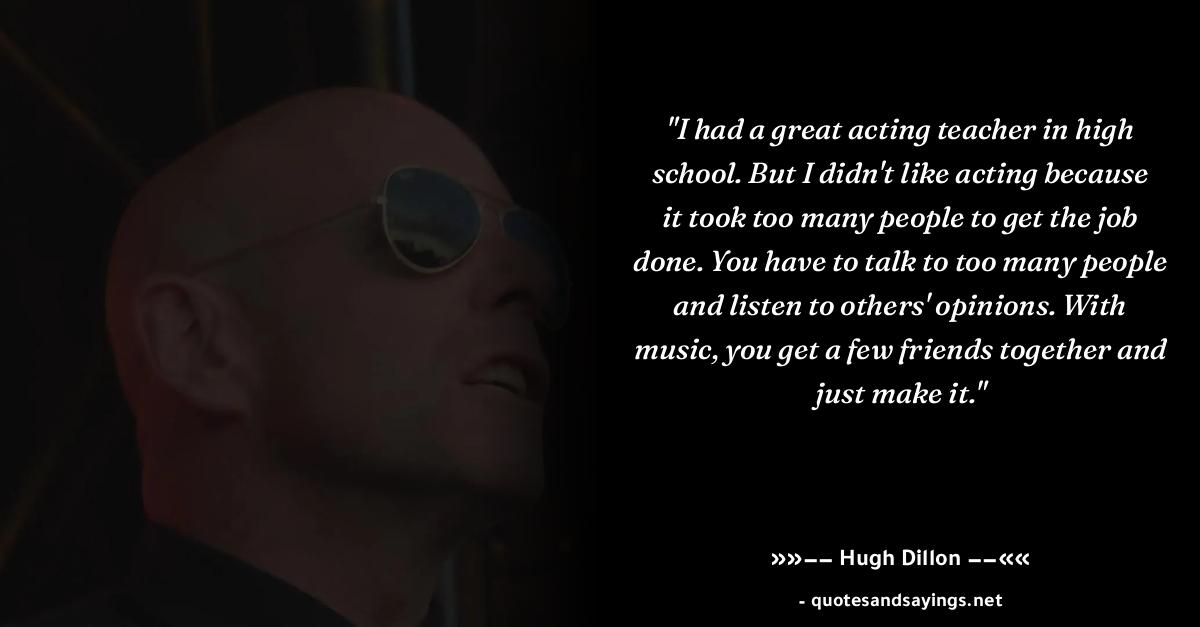 "I had a great acting teacher in high
school. But I didn't like acting because
it took too many people to get the job
done. You have to talk to too many people
and listen to others' opinions. With
music, you get a few friends together and
just make it."
»»−− Hugh Dillon −−««
- quotesandsayings.net